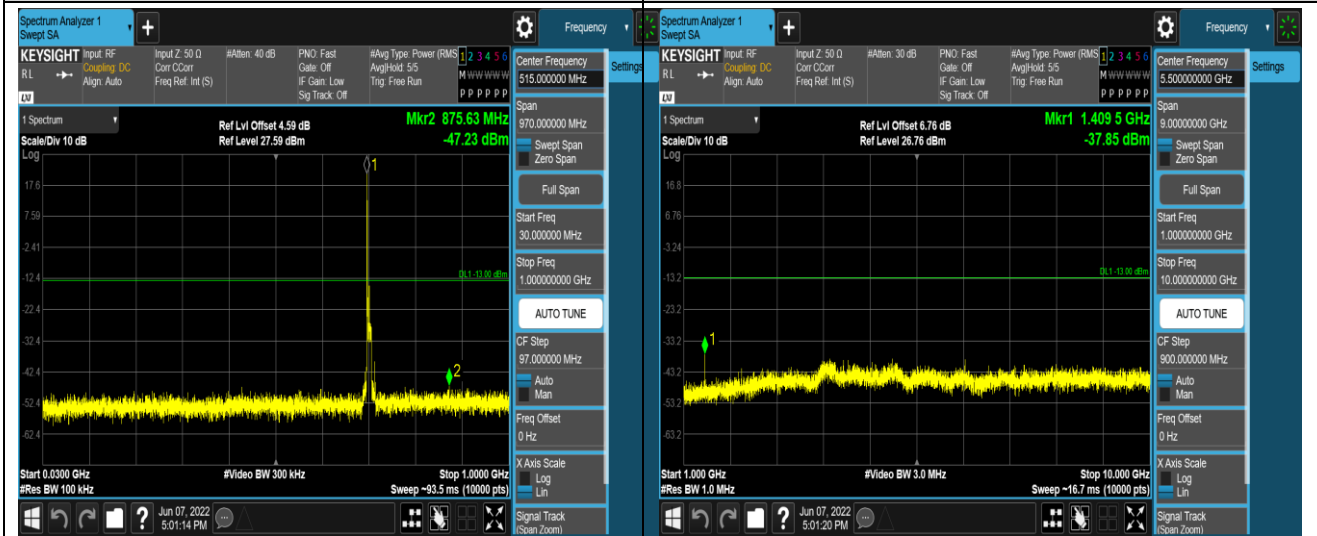 Spectrum Analyzer 1
Swept SA
Frequency
KEYSIGHT
RL
LXI
Input: RF
Coupling: DC
Align: Auto
Input Z: 50 Ω
Corr CCorr
Freq Ref: Int (S)
#Atten: 40 dB
PNO: Fast
Gate: Off
IF Gain: Low
Sig Track: Off
#Avg Type: Power (RMS
Avg|Hold: 5/5
Trig: Free Run
1 2 3 4 5 6
M W W W W W
P P P P P P
1 Spectrum
Scale/Div 10 dB
Log
Ref Lvl Offset 4.59 dB
Ref Level 27.59 dBm
Mkr2 875.63 MHz
-47.23 dBm
17.6
7.59
-2.41
-12.4
-22.4
-32.4
-42.4
-52.4
-62.4
1
2
DL1 -13.00 dBm
Start 0.0300 GHz
#Res BW 100 kHz
#Video BW 300 kHz
Stop 1.0000 GHz
Sweep ~93.5 ms (10000 pts)
Jun 07, 2022
5:01:14 PM
Center Frequency
515.000000 MHz
Settings
Span
970.000000 MHz
Swept Span
Zero Span
Full Span
Start Freq
30.000000 MHz
Stop Freq
1.000000000 GHz
AUTO TUNE
CF Step
97.000000 MHz
Auto
Man
Freq Offset
0 Hz
X Axis Scale
Log
Lin
Signal Track
(Span Zoom)
Spectrum Analyzer 1
Swept SA
Frequency
KEYSIGHT
RL
LXI
Input: RF
Coupling: DC
Align: Auto
Input Z: 50 Ω
Corr CCorr
Freq Ref: Int (S)
#Atten: 30 dB
PNO: Fast
Gate: Off
IF Gain: Low
Sig Track: Off
#Avg Type: Power (RMS
Avg|Hold: 5/5
Trig: Free Run
1 2 3 4 5 6
M W W W W W
P P P P P P
1 Spectrum
Scale/Div 10 dB
Log
Ref Lvl Offset 6.76 dB
Ref Level 26.76 dBm
Mkr1 1.409 5 GHz
-37.85 dBm
16.8
6.76
-3.24
-13.2
-23.2
-33.2
-43.2
-53.2
-63.2
1
DL1 -13.00 dBm
Start 1.000 GHz
#Res BW 1.0 MHz
#Video BW 3.0 MHz
Stop 10.000 GHz
Sweep ~16.7 ms (10000 pts)
Jun 07, 2022
5:01:20 PM
Center Frequency
5.500000000 GHz
Settings
Span
9.00000000 GHz
Swept Span
Zero Span
Full Span
Start Freq
1.000000000 GHz
Stop Freq
10.000000000 GHz
AUTO TUNE
CF Step
900.000000 MHz
Auto
Man
Freq Offset
0 Hz
X Axis Scale
Log
Lin
Signal Track
(Span Zoom)